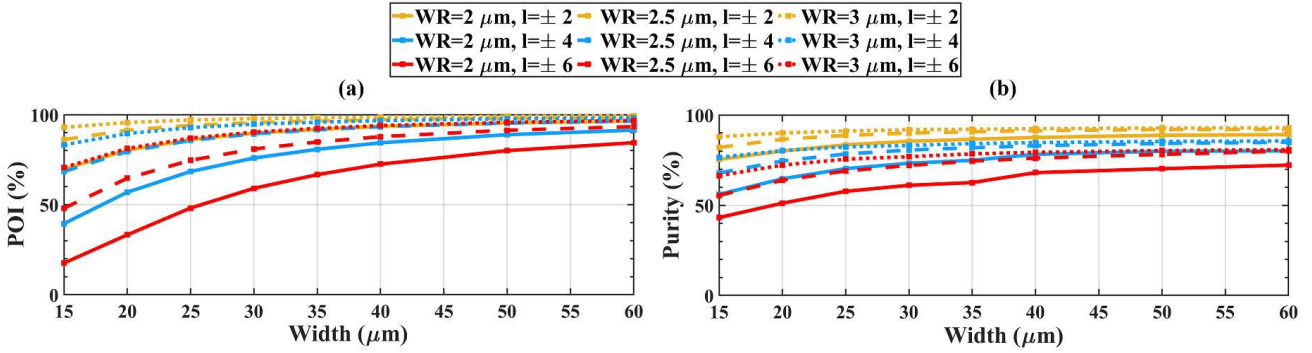 WR=2 μm, l=± 2 WR=2.5 μm, l=± 2 WR=3 μm, l=± 2
WR=2 μm, l=± 4 WR=2.5 μm, l=± 4 WR=3 μm, l=± 4
WR=2 μm, l=± 6 WR=2.5 μm, l=± 6 WR=3 μm, l=± 6
(a)
POI (%)
100
50
0
15 20 25 30 35 40 45 50 55 60
Width (μm)
(b)
Purity (%)
100
50
0
15 20 25 30 35 40 45 50 55 60
Width (μm)